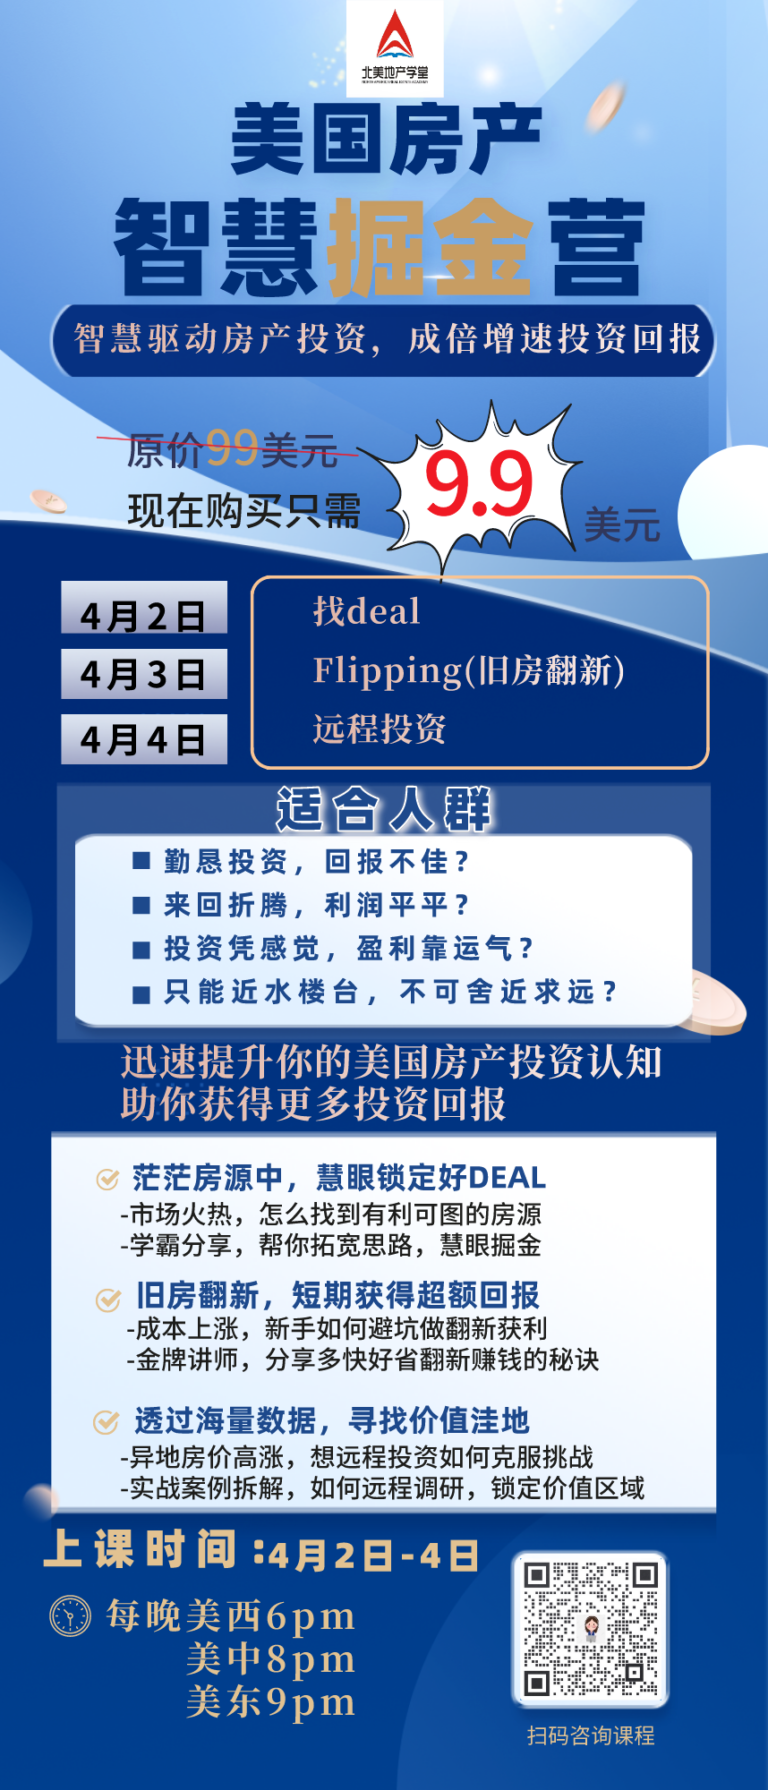 北美地产学堂
美国房产
智慧掘金营
智慧驱动房产投资，成倍增速投资回报
原价99美元
现在购买只需 9.9 美元
4月2日 找deal
4月3日 Flipping(旧房翻新)
4月4日 远程投资
适合人群
勤恳投资，回报不佳？
来回折腾，利润平平？
投资凭感觉，盈利靠运气？
只能近水楼台，不可舍近求远？
迅速提升你的美国房产投资认知
助你获得更多投资回报
茫茫房源中，慧眼锁定好DEAL
-市场火热，怎么找到有利可图的房源
-学霸分享，帮你拓宽思路，慧眼掘金
旧房翻新，短期获得超额回报
-成本上涨，新手如何避坑做翻新获利
-金牌讲师，分享多快好省翻新赚钱的秘诀
透过海量数据，寻找价值洼地
-异地房价高涨，想远程投资如何克服挑战
-实战案例拆解，如何远程调研，锁定价值区域
上课时间：4月2日-4日
每晚美西6pm
美中8pm
美东9pm
扫码咨询课程